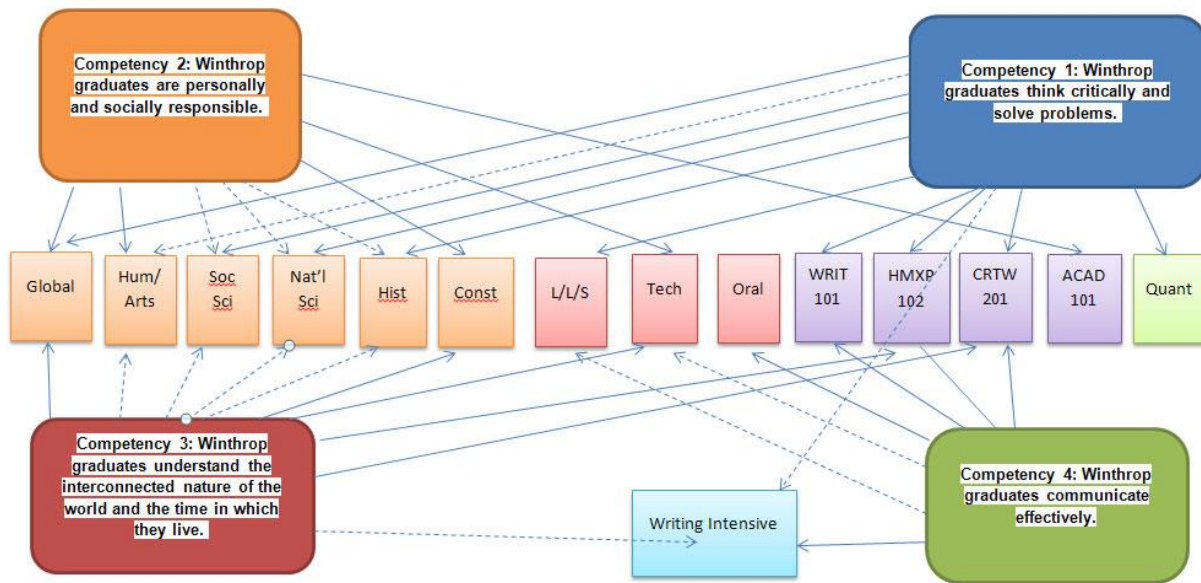 Competency 2: Winthrop
graduates are personally
and socially responsible.
Competency 1: Winthrop
graduates think critically and
solve problems.
Global
Hum/
Arts
Soc
Sci
Nat'l
Sci
Hist
Const
L/L/S
Tech
Oral
WRIT
101
HMXP
102
CRTW
201
ACAD
101
Quant
Competency 3: Winthrop
graduates understand the
interconnected nature of the
world and the time in which
they live.
Writing Intensive
Competency 4: Winthrop
graduates communicate
effectively.